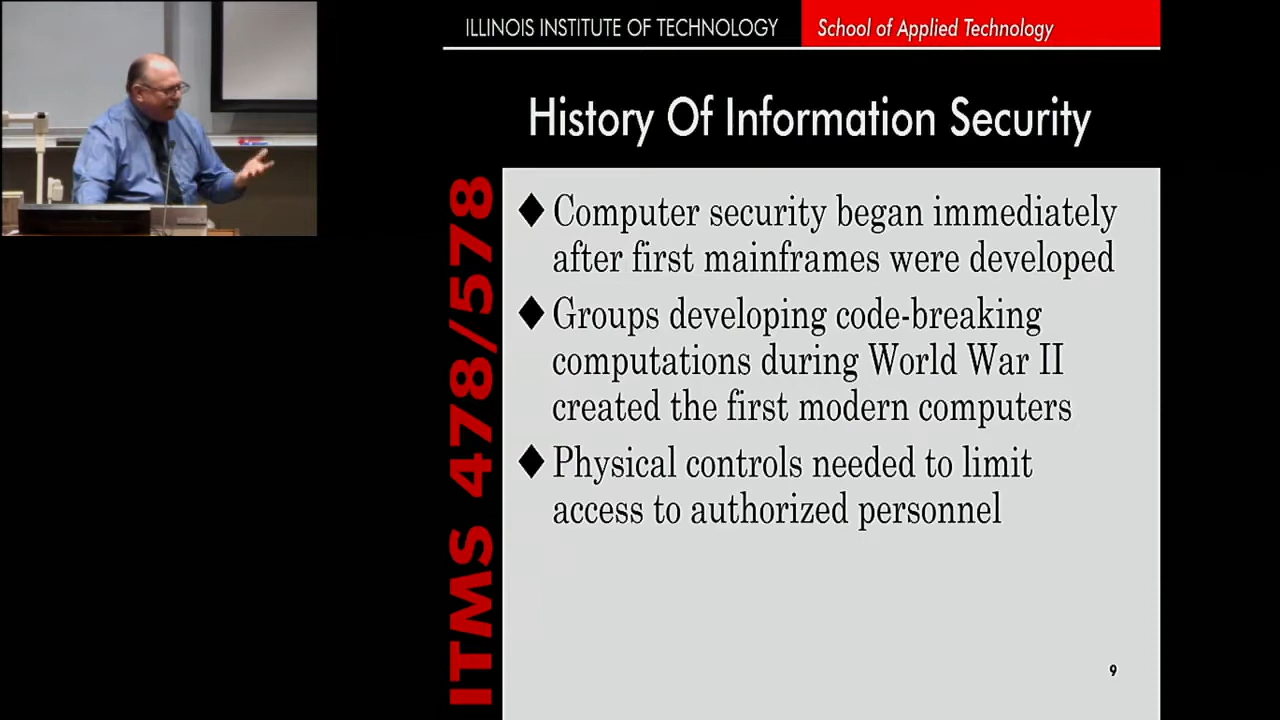 ILLINOIS INSTITUTE OF TECHNOLOGY School of Applied Technology
History Of Information Security
ITMS 478/578
♦ Computer security began immediately
after first mainframes were developed
♦ Groups developing code-breaking
computations during World War II
created the first modern computers
♦ Physical controls needed to limit
access to authorized personnel
9